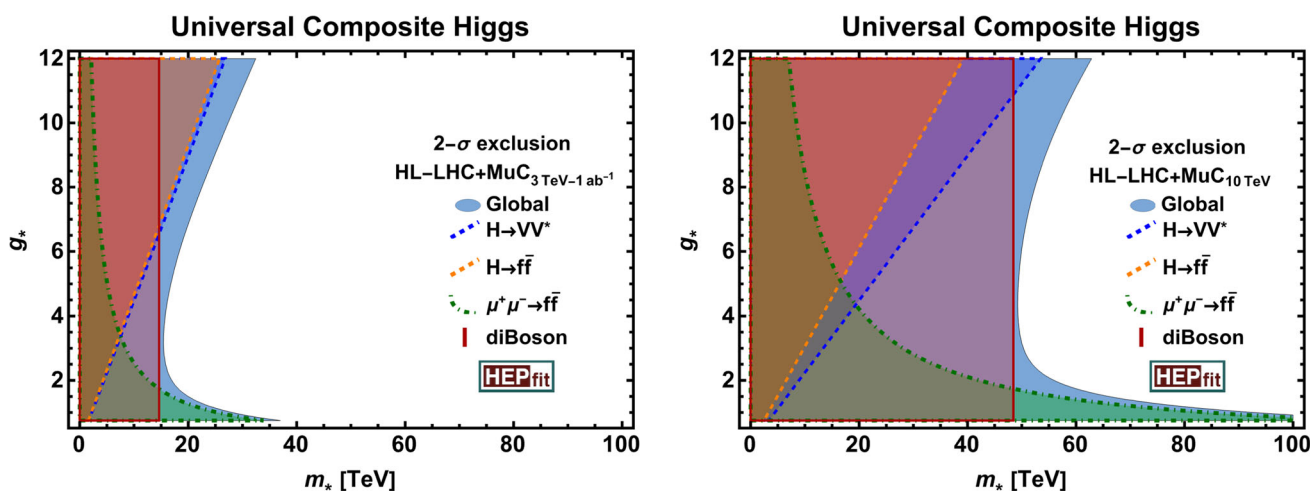 Universal Composite Higgs
12
10
8
6
4
2
g*
2-σ exclusion
HL-LHC+MuC3 TeV-1 ab⁻¹
Global
H→VV*
H→ff̄
μ⁺μ⁻→ff̄
diBoson
HEPfit
0 20 40 60 80 100
m* [TeV]
Universal Composite Higgs
12
10
8
6
4
2
g*
2-σ exclusion
HL-LHC+MuC10 TeV
Global
H→VV*
H→ff̄
μ⁺μ⁻→ff̄
diBoson
HEPfit
0 20 40 60 80 100
m* [TeV]